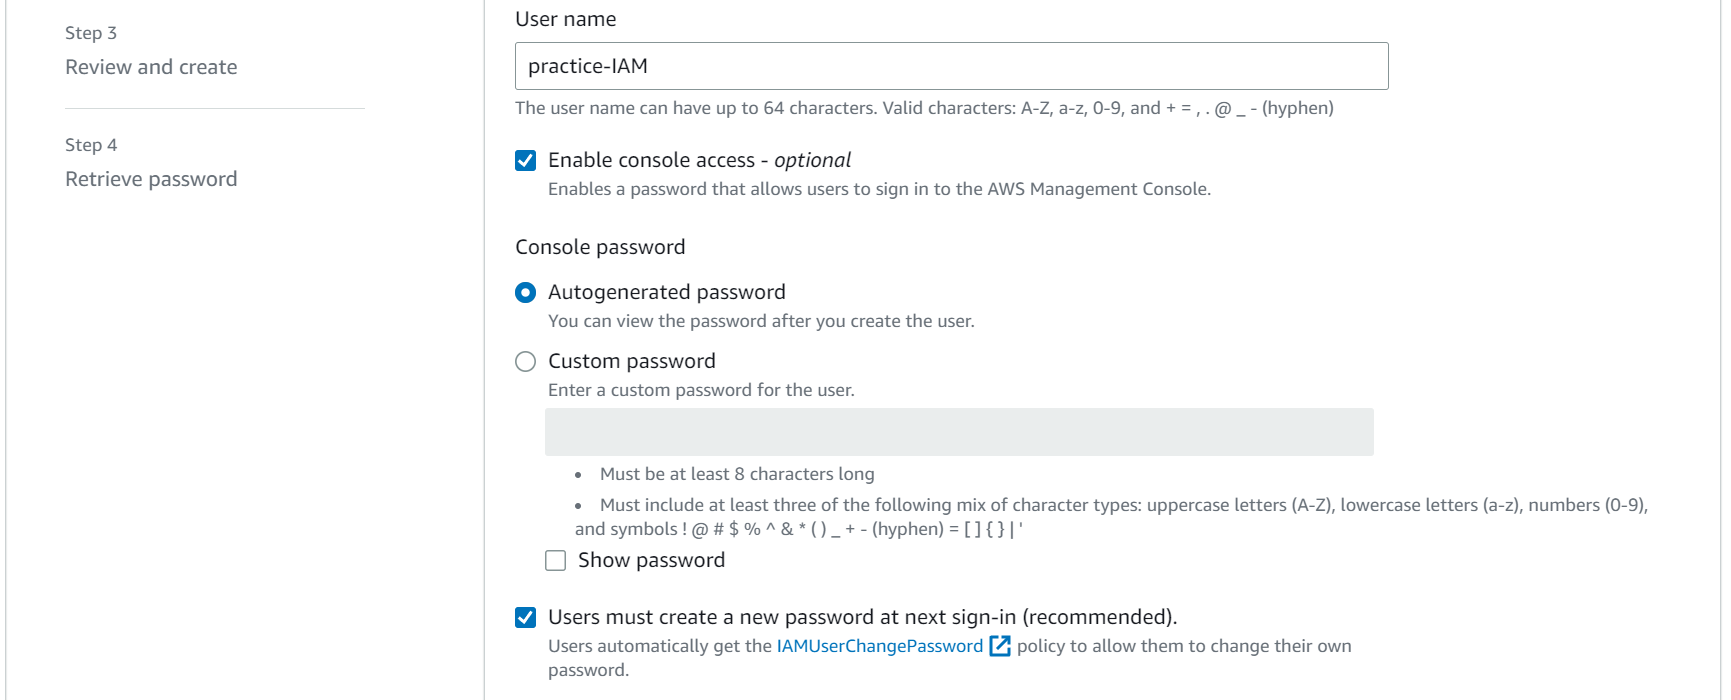 Step 3
Review and create
Step 4
Retrieve password
User name
practice-IAM
The user name can have up to 64 characters. Valid characters: A-Z, a-z, 0-9, and + = , . @ _ - (hyphen)
Enable console access - optional
Enables a password that allows users to sign in to the AWS Management Console.
Console password
Autogenerated password
You can view the password after you create the user.
Custom password
Enter a custom password for the user.
• Must be at least 8 characters long
• Must include at least three of the following mix of character types: uppercase letters (A-Z), lowercase letters (a-z), numbers (0-9),
and symbols ! @ # $ % ^ & * ( ) _ + - (hyphen) = [ ] { } | '
Show password
Users must create a new password at next sign-in (recommended).
Users automatically get the IAMUserChangePassword policy to allow them to change their own
password.